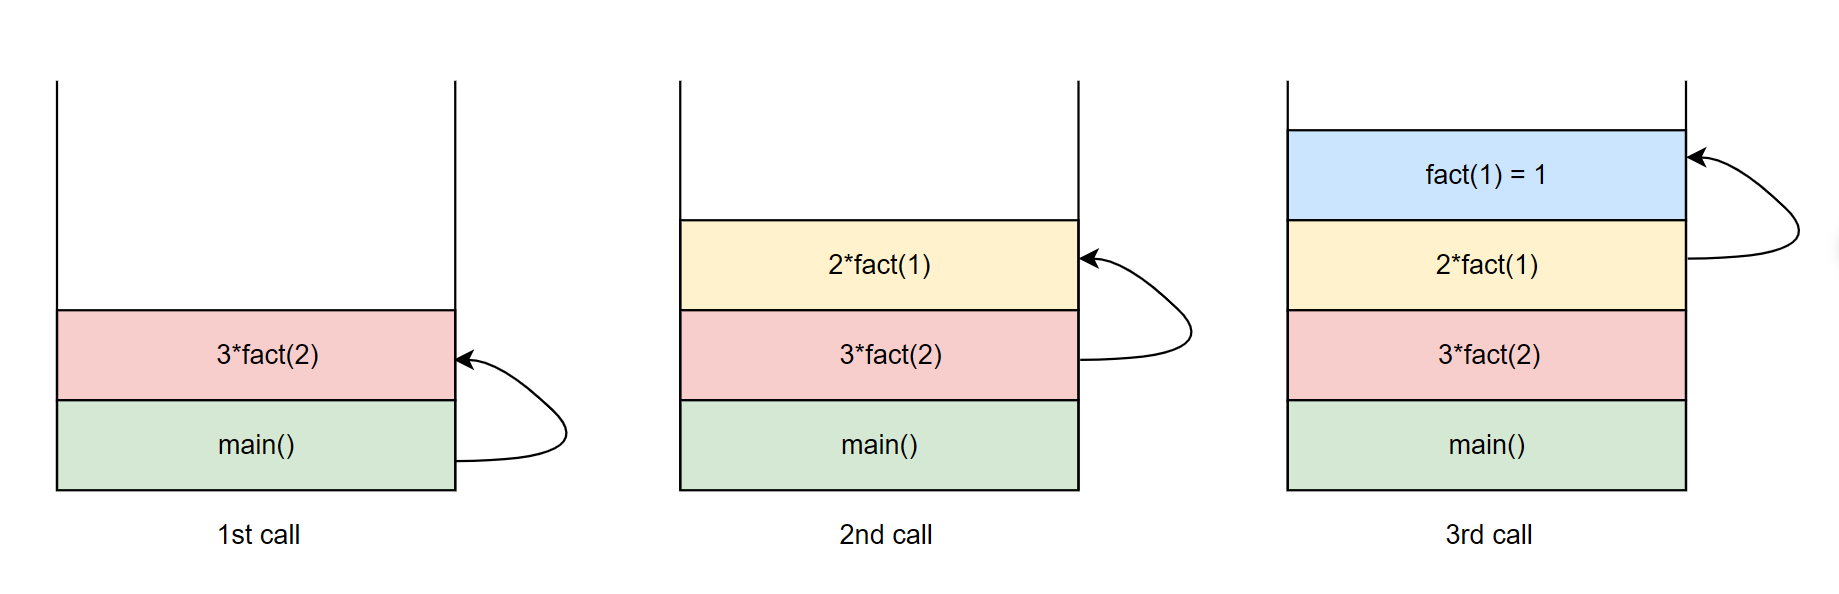 3*fact(2)
main()
1st call
2*fact(1)
3*fact(2)
main()
2nd call
fact(1) = 1
2*fact(1)
3*fact(2)
main()
3rd call